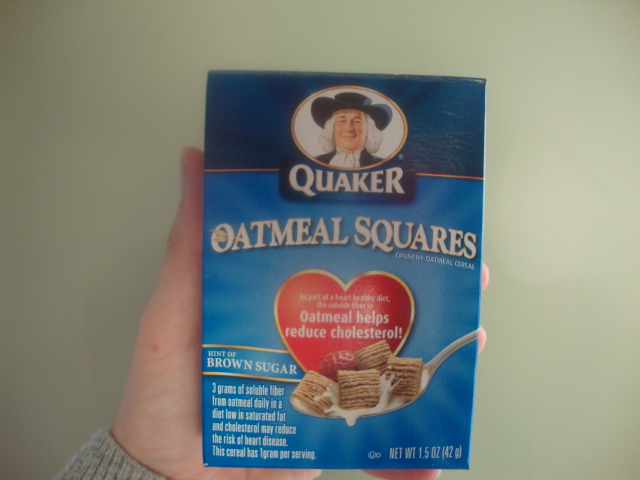 QUAKER
OATMEAL SQUARES
CRUNCHY OATMEAL CEREAL
As part of a heart healthy diet,
the soluble fiber in
Oatmeal helps
reduce cholesterol!
HINT OF
BROWN SUGAR
3 grams of soluble fiber
from oatmeal daily in a
diet low in saturated fat
and cholesterol may reduce
the risk of heart disease.
This cereal has 1gram per serving.
NET WT 1.5 OZ (42 g)